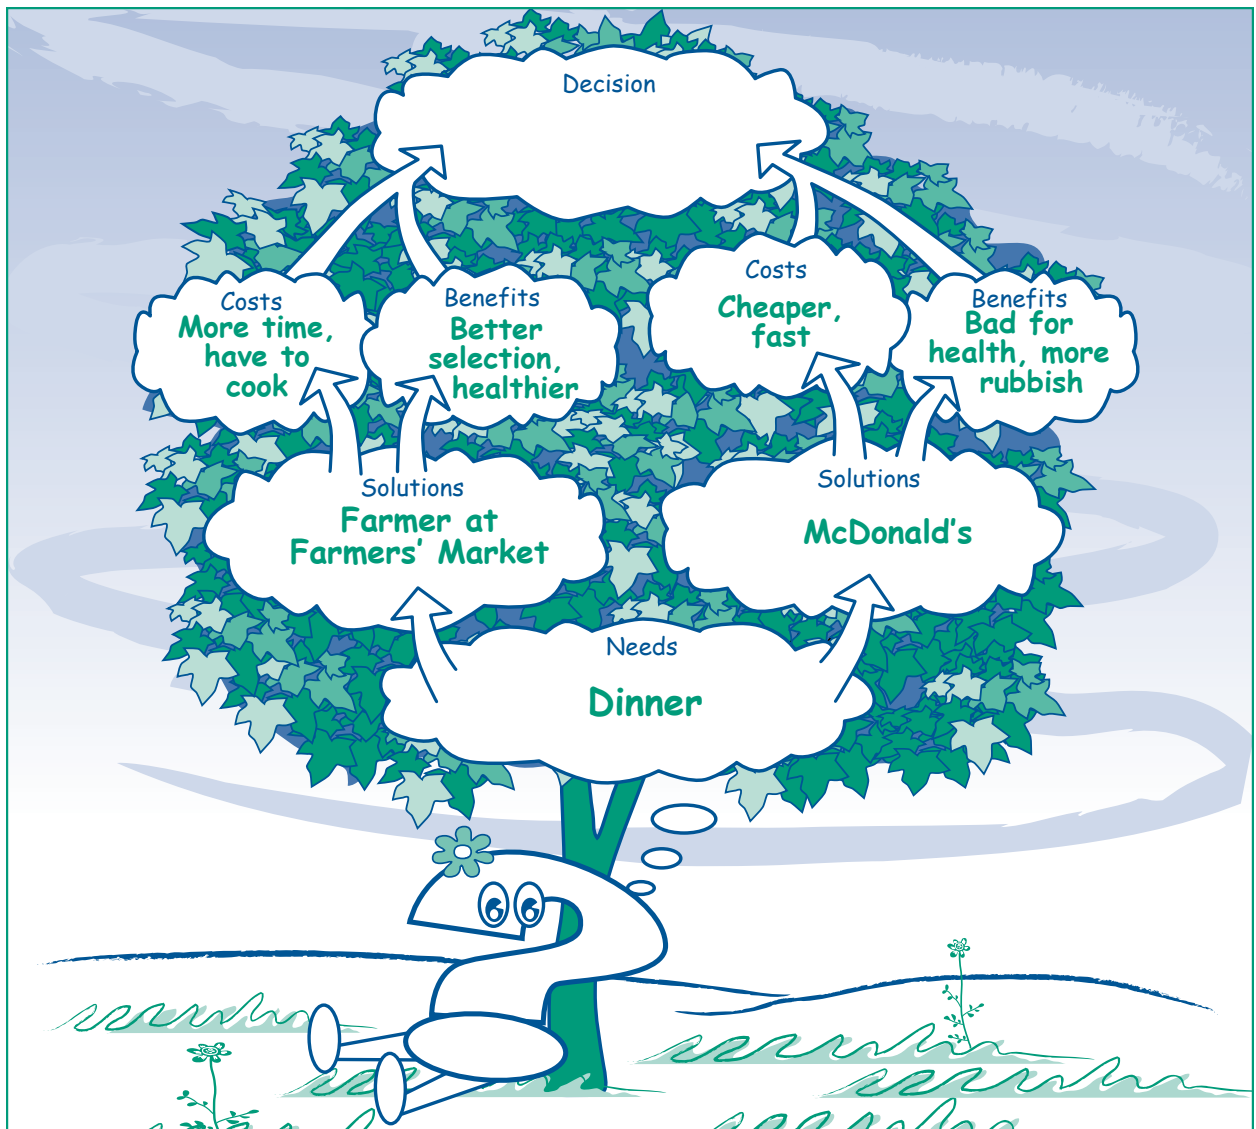 Decision
Costs
More time,
have to
cook
Benefits
Better
selection,
healthier
Costs
Cheaper,
fast
Benefits
Bad for
health, more
rubbish
Solutions
Farmer at
Farmers’ Market
Solutions
McDonald’s
Needs
Dinner